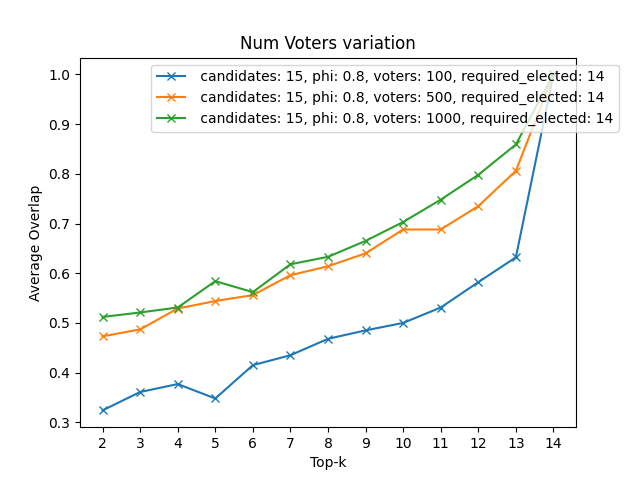 Num Voters variation
candidates: 15, phi: 0.8, voters: 100, required_elected: 14
candidates: 15, phi: 0.8, voters: 500, required_elected: 14
candidates: 15, phi: 0.8, voters: 1000, required_elected: 14
1.0
0.9
0.8
0.7
0.6
0.5
0.4
0.3
Average Overlap
2 3 4 5 6 7 8 9 10 11 12 13 14
Top-k